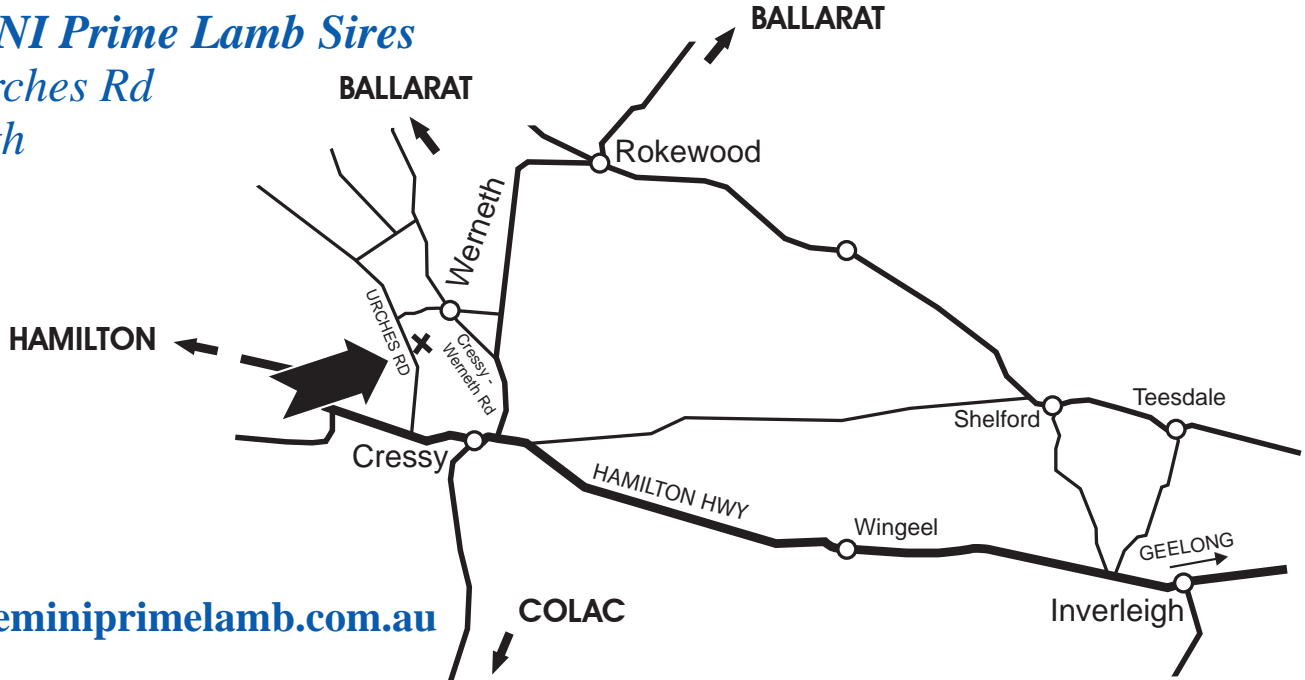 NI Prime Lamb Sires
rches Rd
th
BALLARAT
BALLARAT
Rokewood
Werneth
URCHES RD
HAMILTON
Cressy -
Werneth Rd
Teesdale
Shelford
Cressy
HAMILTON HWY
Wingeel
GEELONG
Inverleigh
COLAC
eminiprimelamb.com.au